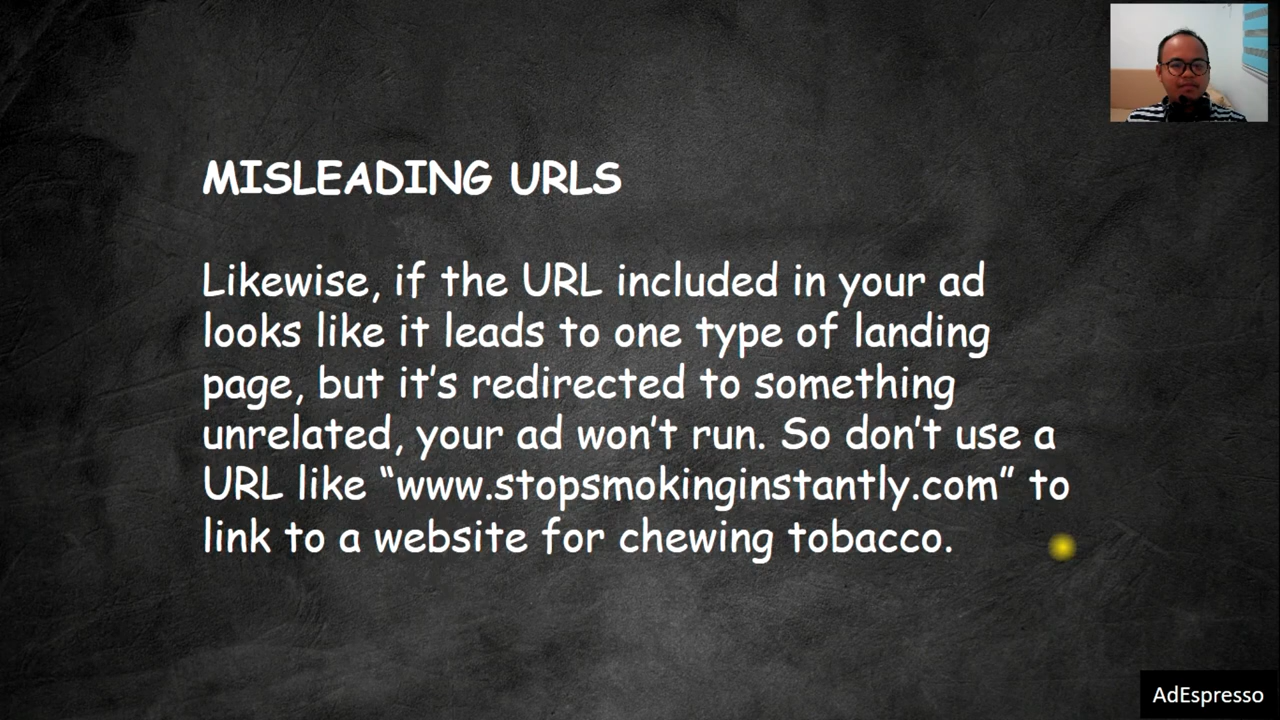 MISLEADING URLS
Likewise, if the URL included in your ad
looks like it leads to one type of landing
page, but it’s redirected to something
unrelated, your ad won’t run. So don’t use a
URL like “www.stopsmokinginstantly.com” to
link to a website for chewing tobacco.
AdEspresso